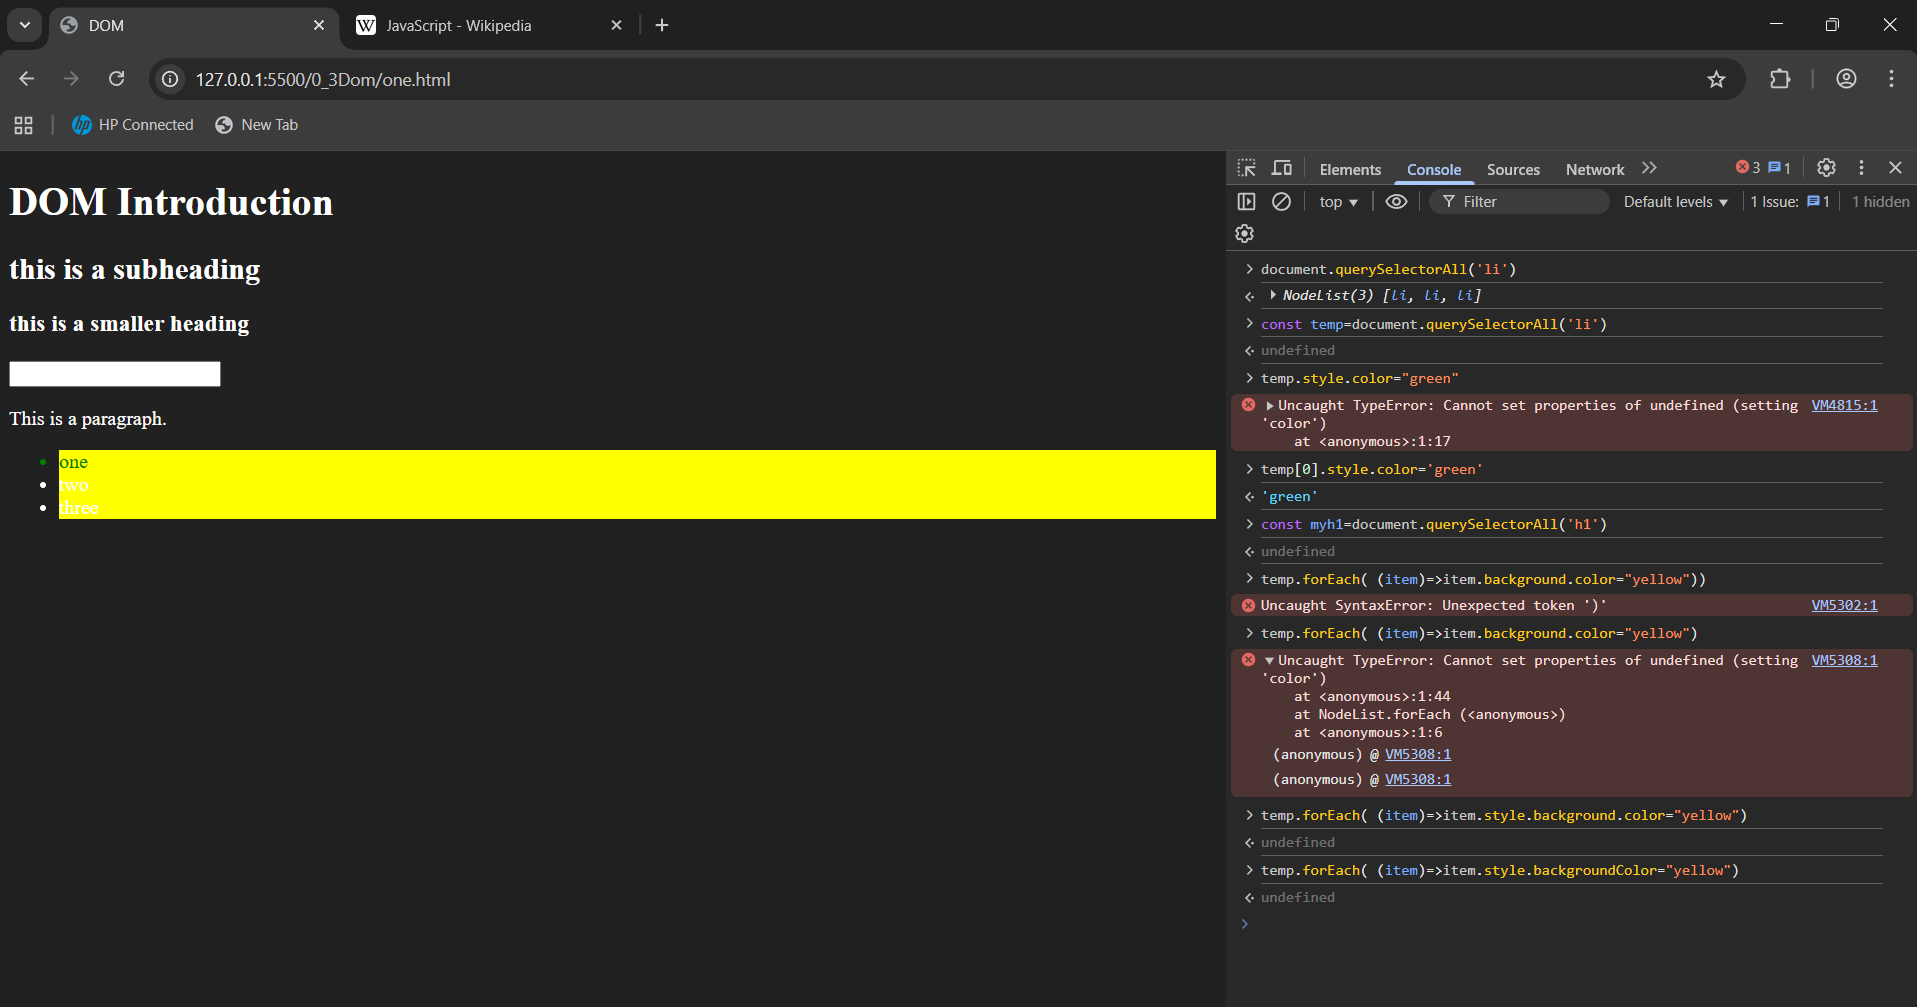 DOM
JavaScript - Wikipedia
127.0.0.1:5500/0_3Dom/one.html
HP Connected
New Tab
DOM Introduction
this is a subheading
this is a smaller heading
This is a paragraph.
one
two
three
Elements Console Sources Network 3 1
top Filter Default levels 1 Issue: 1 1 hidden
document.querySelectorAll('li')
NodeList(3) [li, li, li]
const temp=document.querySelectorAll('li')
undefined
temp.style.color="green"
Uncaught TypeError: Cannot set properties of undefined (setting VM4815:1
'color')
at <anonymous>:1:17
temp[0].style.color='green'
'green'
const myh1=document.querySelectorAll('h1')
undefined
temp.forEach( (item)=>item.background.color="yellow"))
Uncaught SyntaxError: Unexpected token ')' VM5302:1
temp.forEach( (item)=>item.background.color="yellow")
Uncaught TypeError: Cannot set properties of undefined (setting VM5308:1
'color')
at <anonymous>:1:44
at NodeList.forEach (<anonymous>)
at <anonymous>:1:6
(anonymous) @ VM5308:1
(anonymous) @ VM5308:1
temp.forEach( (item)=>item.style.background.color="yellow")
undefined
temp.forEach( (item)=>item.style.backgroundColor="yellow")
undefined